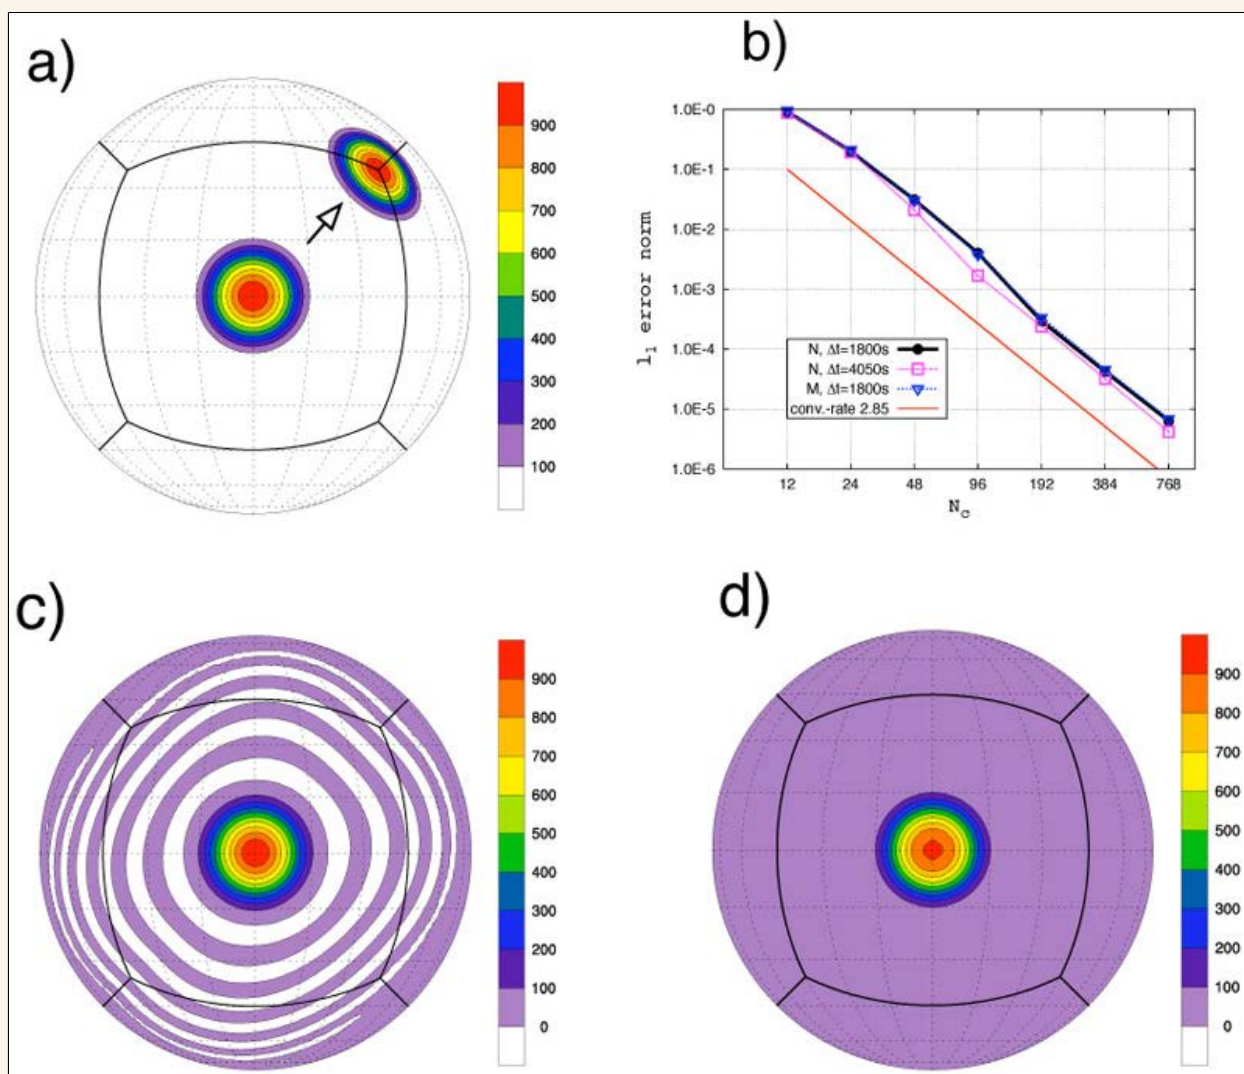 a)
900
800
700
600
500
400
300
200
100
b)
1.0E-0
1.0E-1
1.0E-2
1.0E-3
1.0E-4
1.0E-5
1.0E-6
l₁ error norm
N, Δt=1800s
N, Δt=4050s
M, Δt=1800s
conv.-rate 2.85
12 24 48 96 192 384 768
Nc
c)
900
800
700
600
500
400
300
200
100
0
d)
900
800
700
600
500
400
300
200
100
0